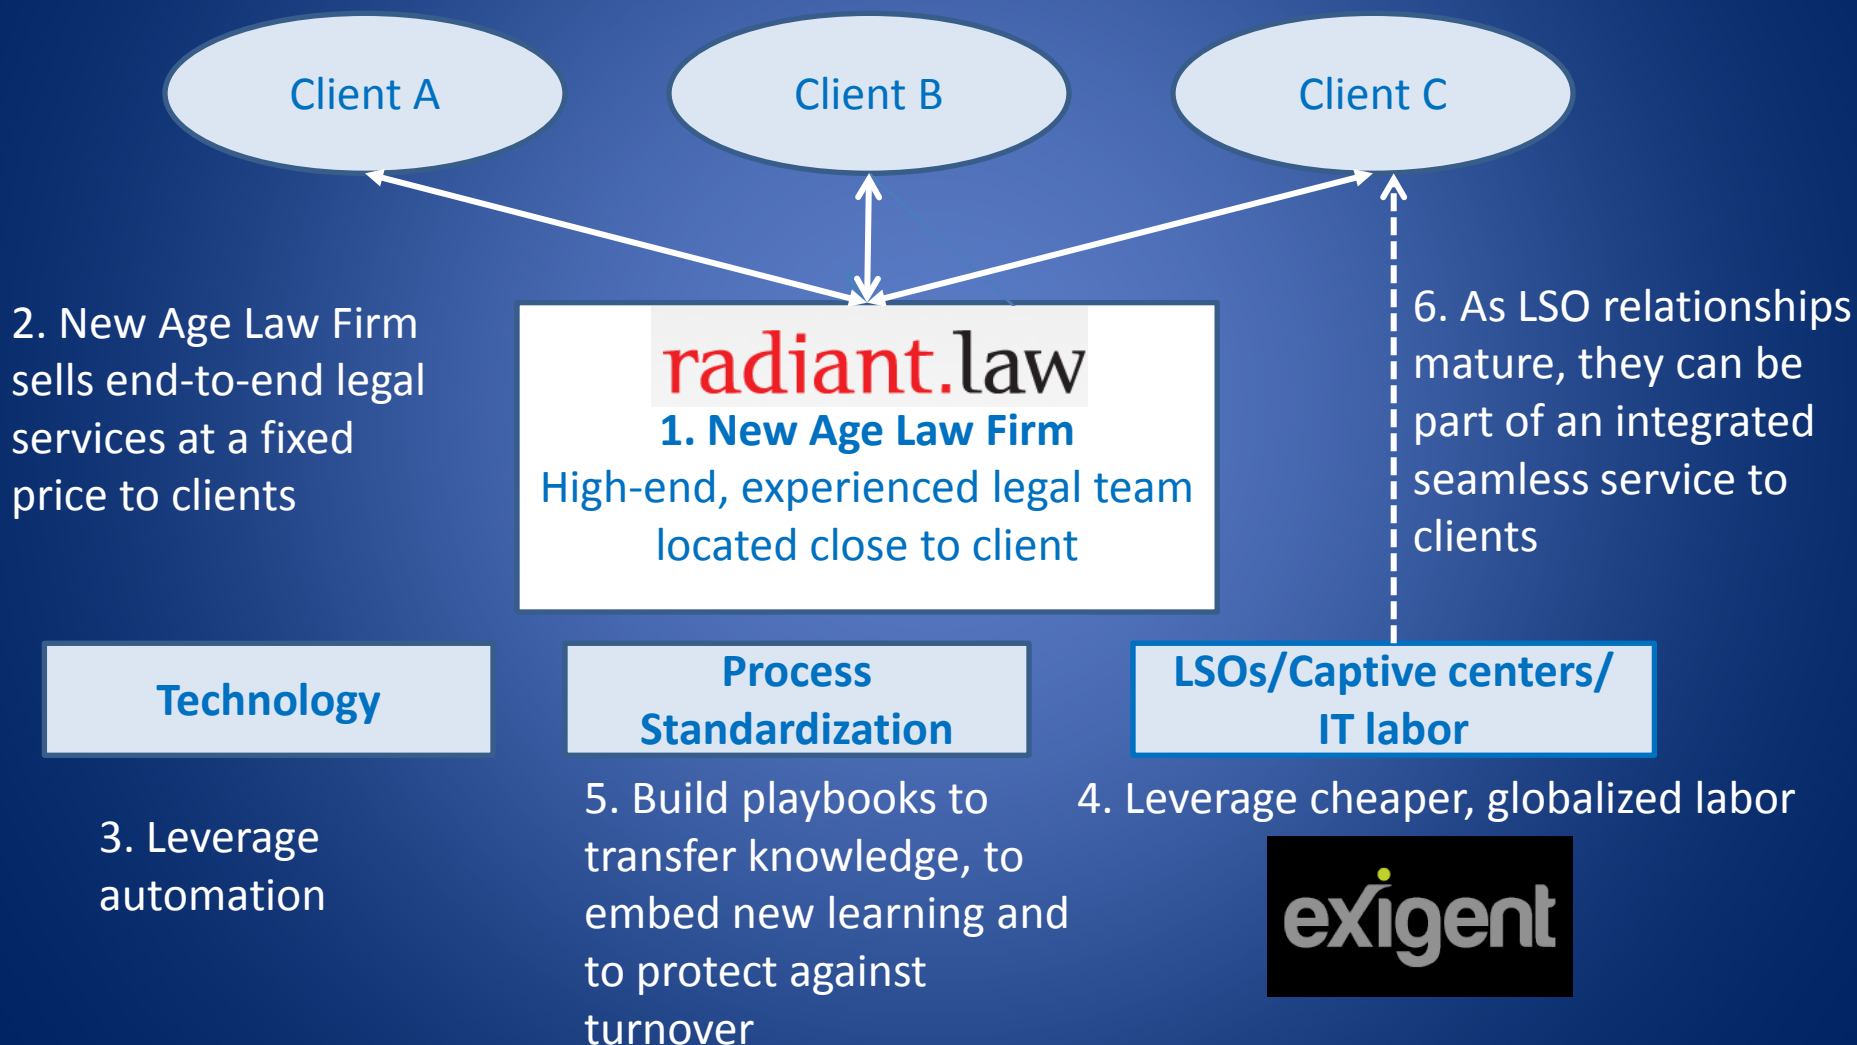 Client A
Client B
Client C
2. New Age Law Firm
sells end-to-end legal
services at a fixed
price to clients
radiant.law
1. New Age Law Firm
High-end, experienced legal team
located close to client
6. As LSO relationships
mature, they can be
part of an integrated
seamless service to
clients
Technology
Process
Standardization
LSOs/Captive centers/
IT labor
3. Leverage
automation
5. Build playbooks to
transfer knowledge, to
embed new learning and
to protect against
turnover
4. Leverage cheaper, globalized labor
exigent